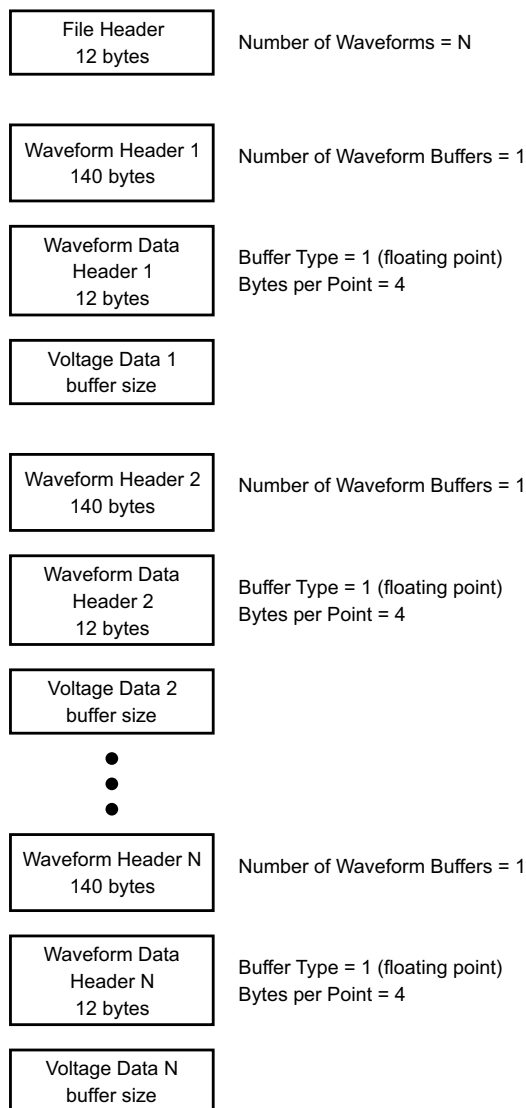 File Header
12 bytes
Number of Waveforms = N
Waveform Header 1
140 bytes
Number of Waveform Buffers = 1
Waveform Data
Header 1
12 bytes
Buffer Type = 1 (floating point)
Bytes per Point = 4
Voltage Data 1
buffer size
Waveform Header 2
140 bytes
Number of Waveform Buffers = 1
Waveform Data
Header 2
12 bytes
Buffer Type = 1 (floating point)
Bytes per Point = 4
Voltage Data 2
buffer size
Waveform Header N
140 bytes
Number of Waveform Buffers = 1
Waveform Data
Header N
12 bytes
Buffer Type = 1 (floating point)
Bytes per Point = 4
Voltage Data N
buffer size